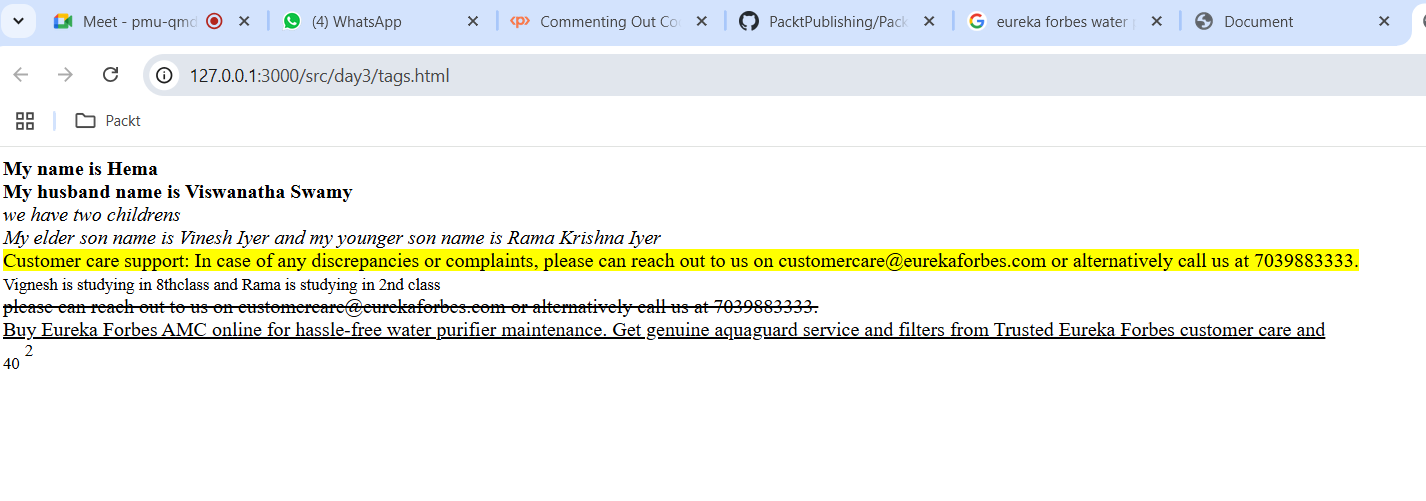 Meet - pmu-qmd
(4) WhatsApp
Commenting Out Co
PacktPublishing/Pack
eureka forbes water
Document
127.0.0.1:3000/src/day3/tags.html
Packt
My name is Hema
My husband name is Viswanatha Swamy
we have two childrens
My elder son name is Vinesh Iyer and my younger son name is Rama Krishna Iyer
Customer care support: In case of any discrepancies or complaints, please can reach out to us on customercare@eurekaforbes.com or alternatively call us at 7039883333.
Vignesh is studying in 8thclass and Rama is studying in 2nd class
please can reach out to us on customercare@eurekaforbes.com or alternatively call us at 7039883333.
Buy Eureka Forbes AMC online for hassle-free water purifier maintenance. Get genuine aquaguard service and filters from Trusted Eureka Forbes customer care and
40 2